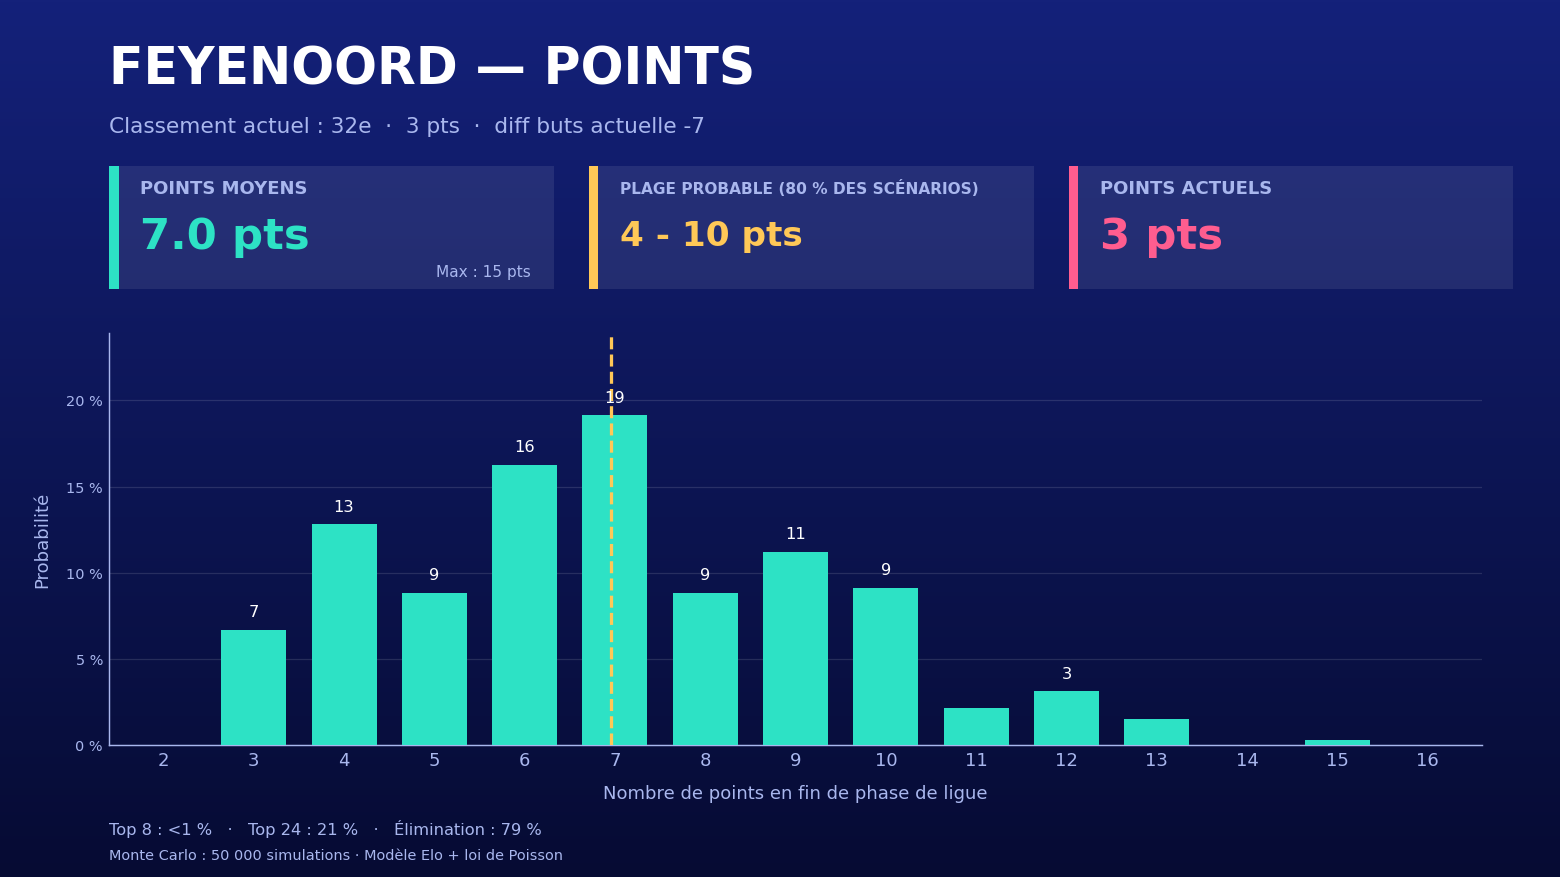 FEYENOORD — POINTS
Classement actuel : 32e · 3 pts · diff buts actuelle -7
POINTS MOYENS
7.0 pts
Max : 15 pts
PLAGE PROBABLE (80 % DES SCÉNARIOS)
4 - 10 pts
POINTS ACTUELS
3 pts
Probabilité
20 %
15 %
10 %
5 %
0 %
7
13
9
16
19
9
11
9
3
2 3 4 5 6 7 8 9 10 11 12 13 14 15 16
Nombre de points en fin de phase de ligue
Top 8 : <1 % · Top 24 : 21 % · Élimination : 79 %
Monte Carlo : 50 000 simulations · Modèle Elo + loi de Poisson